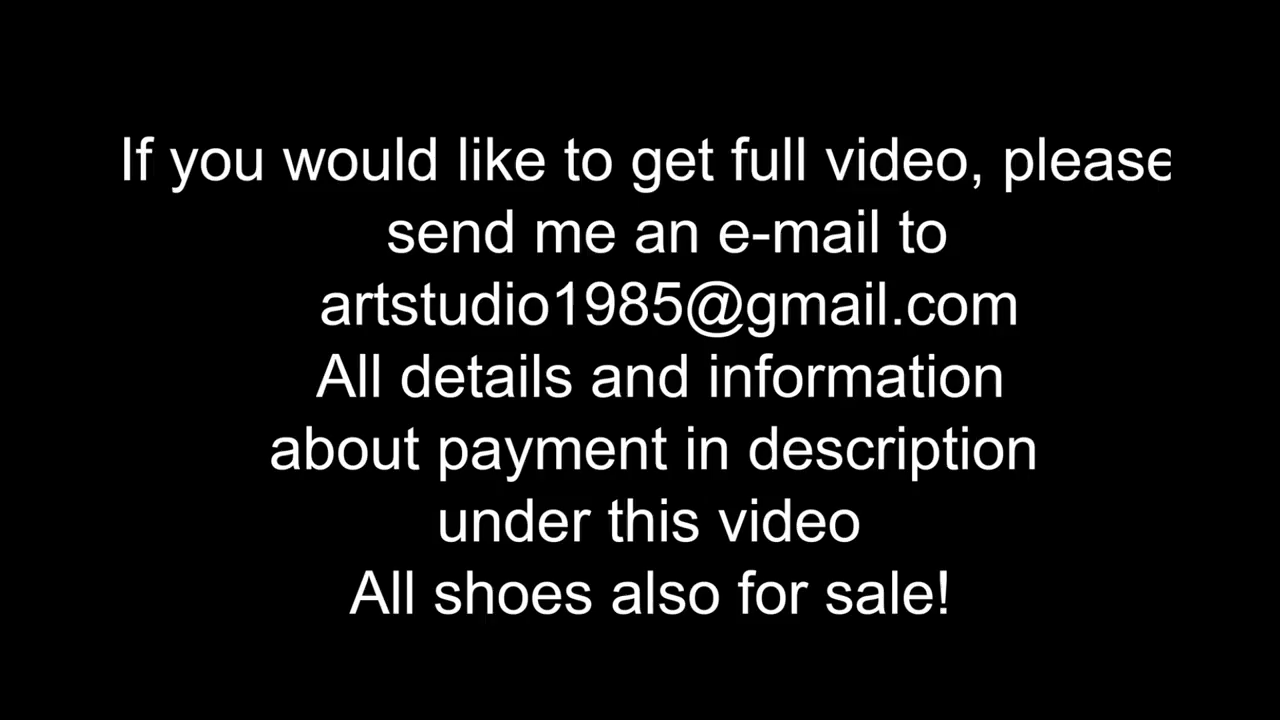 If you would like to get full video, please
send me an e-mail to
artstudio1985@gmail.com
All details and information
about payment in description
under this video
All shoes also for sale!